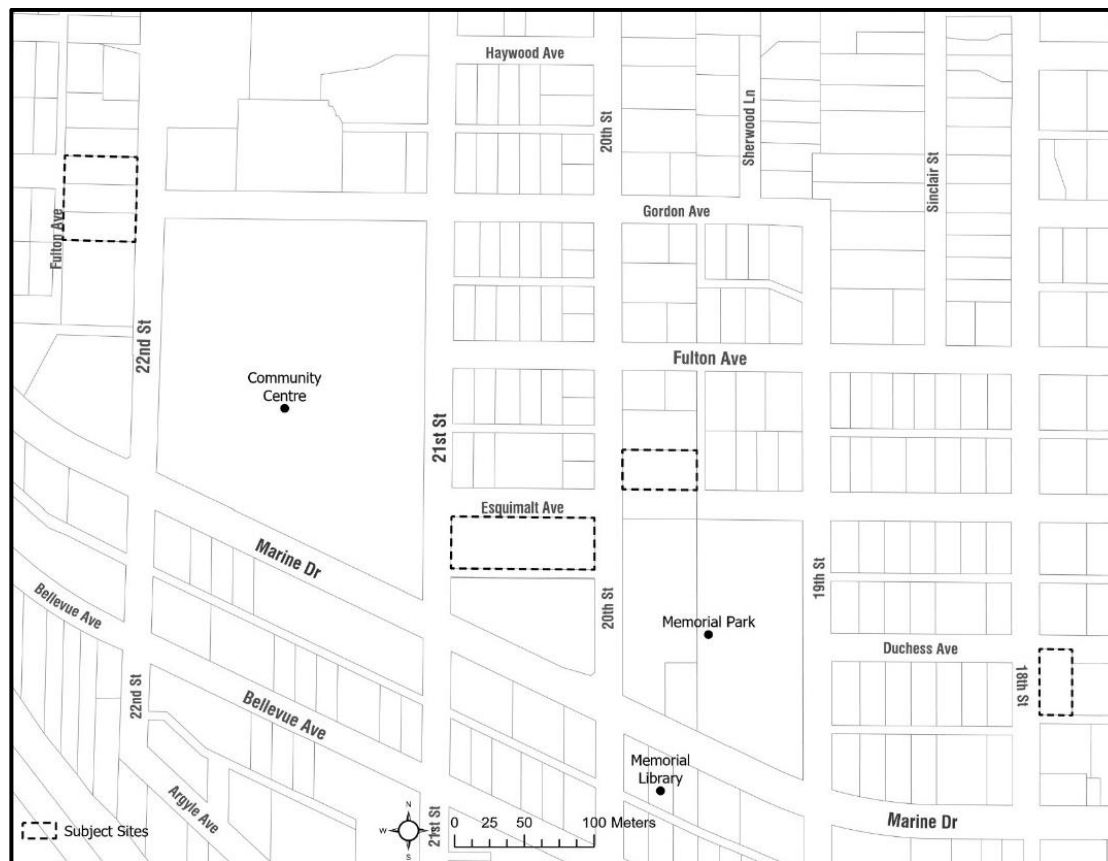 Haywood Ave
20th St
Sherwood Ln
Sinclair St
Gordon Ave
Fulton Ave
22nd St
Fulton Ave
Community
Centre
21st St
Esquimalt Ave
Marine Dr
20th St
19th St
Memorial Park
Duchess Ave
18th St
Bellevue Ave
22nd St
Bellevue Ave
Memorial
Library
Argyle Ave
21st St
Marine Dr
N
W
E
S
0 25 50 100 Meters
Subject Sites